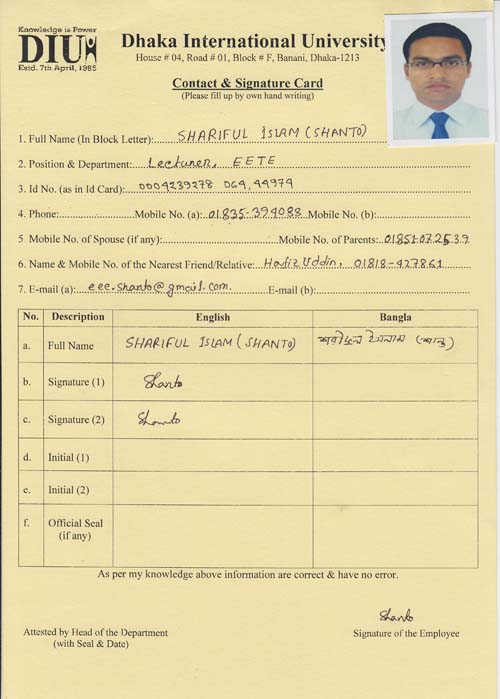 Knowledge is Power
DIU
Estd. 7th April, 1995
Dhaka International University
House # 04, Road # 01, Block # F, Banani, Dhaka-1213
Contact & Signature Card
(Please fill up by own hand writing)
1. Full Name (In Block Letter): SHARIFUL ISLAM (SHANTO)
2. Position & Department: Lecturer, EETE
3. Id No. (as in Id Card): 0004239278 064,44979
4. Phone: Mobile No. (a): 01835-394088 Mobile No. (b):
5 Mobile No. of Spouse (if any): Mobile No. of Parents: 01851072539
6. Name & Mobile No. of the Nearest Friend/Relative: Hafiz Uddin, 01818-427861
7. E-mail (a): eee.shanto@gmail.com. E-mail (b):
No. Description English Bangla
a. Full Name SHARIFUL ISLAM (SHANTO) শরীফুল ইসলাম (শান্ত)
b. Signature (1) Shanto
c. Signature (2) Shanto
d. Initial (1)
e. Initial (2)
f. Official Seal
(if any)
As per my knowledge above information are correct & have no error.
Shanto
Attested by Head of the Department Signature of the Employee
(with Seal & Date)